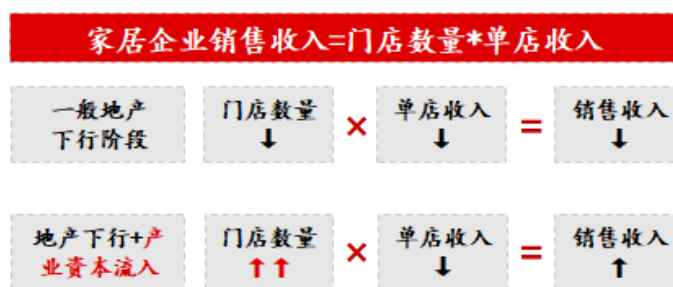 家居企业销售收入=门店数量*单店收入
一般地产 门店数量 单店收入 销售收入
下行阶段 ↓ × ↓ = ↓
地产下行+产 门店数量 单店收入 销售收入
业资本流入 ↑↑ × ↓ = ↑